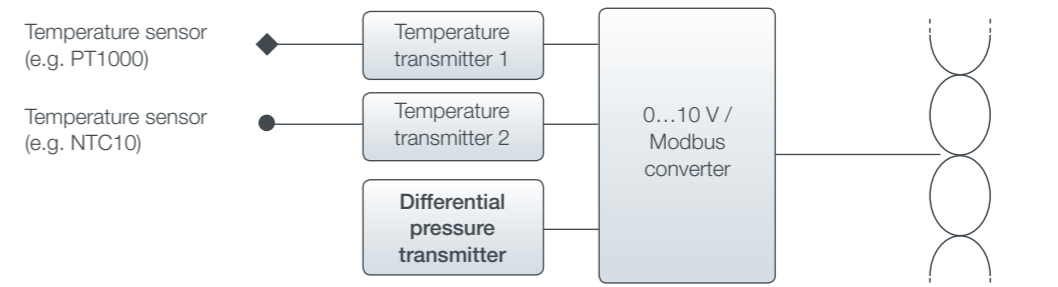 Temperature sensor
(e.g. PT1000)
Temperature
transmitter 1
Temperature sensor
(e.g. NTC10)
Temperature
transmitter 2
Differential
pressure
transmitter
0…10 V /
Modbus
converter